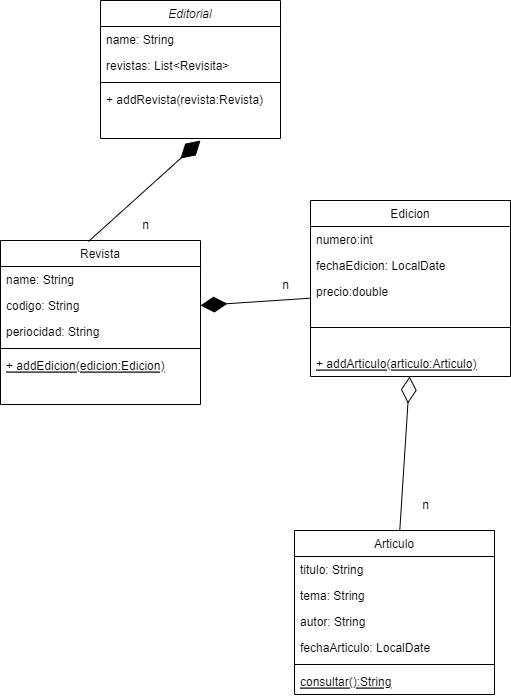 Editorial
name: String
revistas: List<Revisita>
+ addRevista(revista:Revista)
n
Revista
name: String
codigo: String
periocidad: String
+ addEdicion(edicion:Edicion)
n
Edicion
numero:int
fechaEdicion: LocalDate
precio:double
+ addArticulo(articulo:Articulo)
n
Articulo
titulo: String
tema: String
autor: String
fechaArticulo: LocalDate
consultar():String